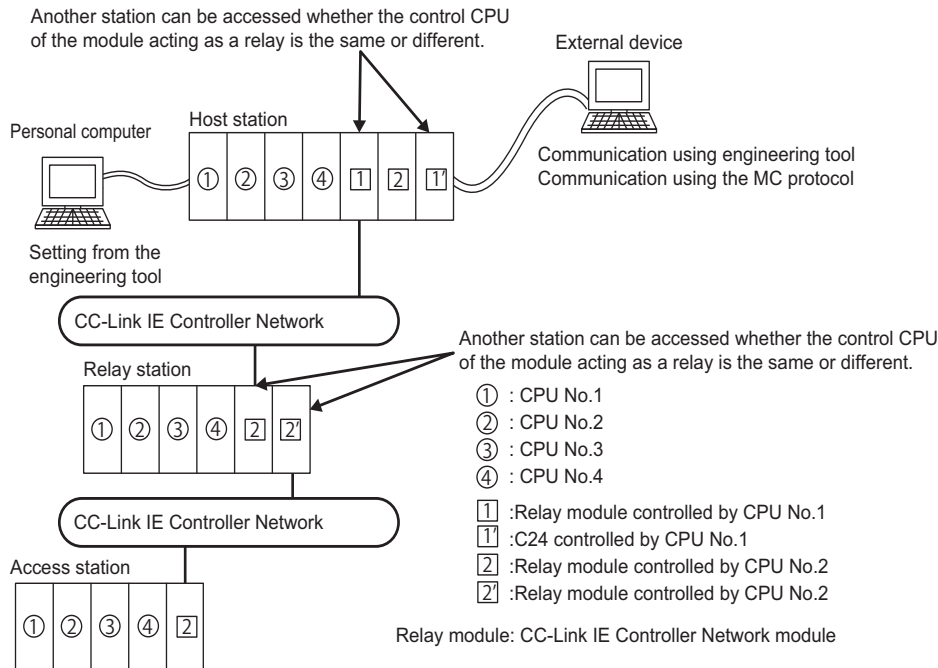 Another station can be accessed whether the control CPU
of the module acting as a relay is the same or different.
External device
Personal computer
Host station
① ② ③ ④ 1 2 1'
Communication using engineering tool
Communication using the MC protocol
Setting from the
engineering tool
CC-Link IE Controller Network
Another station can be accessed whether the control CPU
of the module acting as a relay is the same or different.
Relay station
① ② ③ ④ 2 2'
① : CPU No.1
② : CPU No.2
③ : CPU No.3
④ : CPU No.4
1 :Relay module controlled by CPU No.1
1' :C24 controlled by CPU No.1
2 :Relay module controlled by CPU No.2
2' :Relay module controlled by CPU No.2
CC-Link IE Controller Network
Access station
① ② ③ ④ 2
Relay module: CC-Link IE Controller Network module